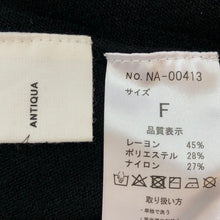 ANTIQUA
NO. NA-00413
サイズ
F
品質表示
レーヨン 45%
ポリエステル 28%
ナイロン 27%
取り扱い方